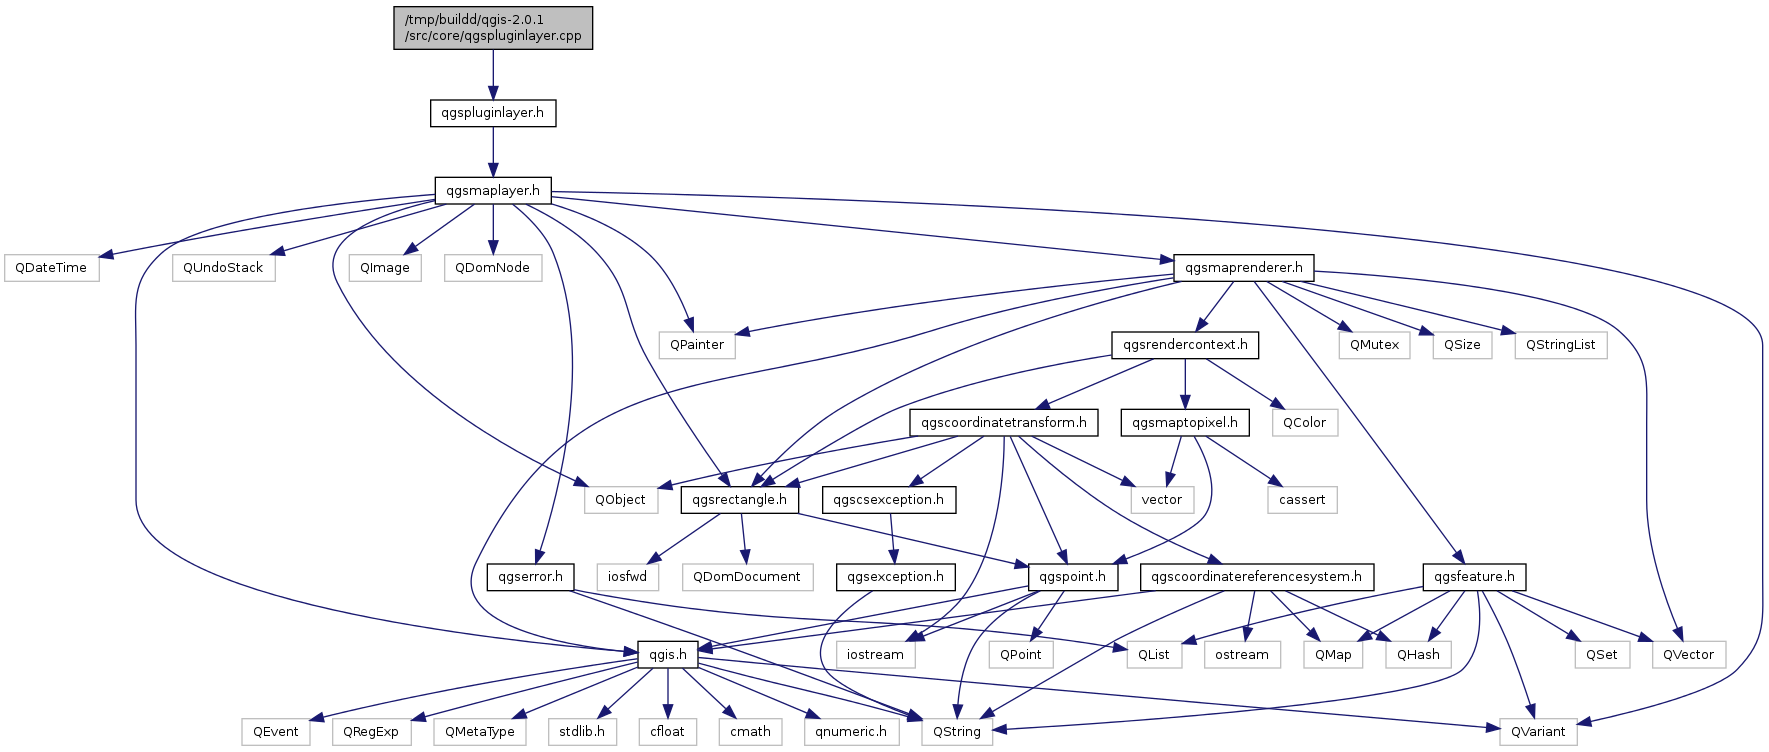 /tmp/buildd/qgis-2.0.1
/src/core/qgspluginlayer.cpp
qgspluginlayer.h
qgsmaplayer.h
QDateTime
QUndoStack
QImage
QDomNode
qgsmaprenderer.h
QPainter
qgsrendercontext.h
QMutex
QSize
QStringList
qgscoordinatetransform.h
qgsmaptopixel.h
QColor
QObject
qgsrectangle.h
qgscsexception.h
vector
cassert
qgserror.h
iosfwd
QDomDocument
qgsexception.h
qgspoint.h
qgscoordinatereferencesystem.h
qgsfeature.h
qgis.h
iostream
QPoint
QList
ostream
QMap
QHash
QSet
QVector
QEvent
QRegExp
QMetaType
stdlib.h
cfloat
cmath
qnumeric.h
QString
QVariant